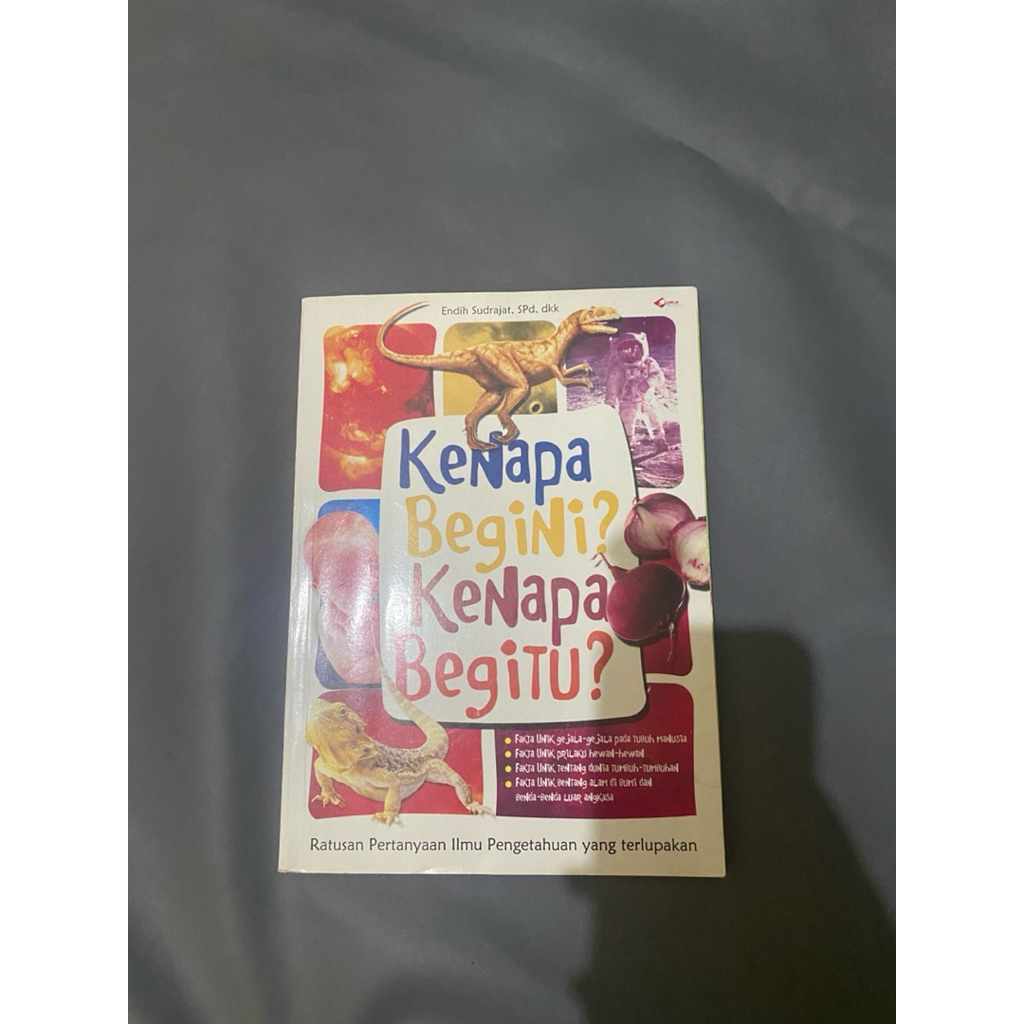 Endih Sudrajat, SPd, dkk
KeNapa
BegiNi?
KeNapa
BegiTU?
Fakta Unik gejala-gejala pada tubuh manusia
Fakta Unik prilaku hewan-hewan
Fakta Unik tentang dunia tumbuh-tumbuhan
Fakta Unik bentang alam di bumi dan
benda-benda luar angkasa
Ratusan Pertanyaan Ilmu Pengetahuan yang terlupakan